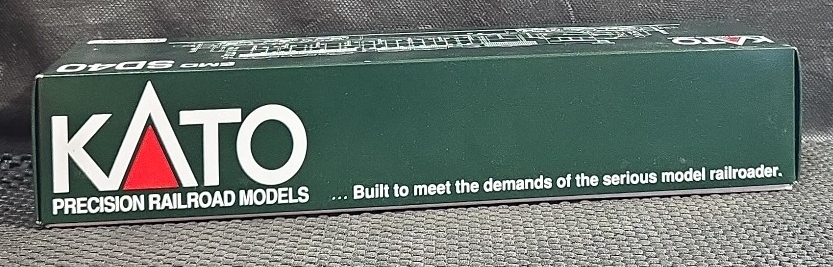 EMD SD40
KATO
KATO
PRECISION RAILROAD MODELS
... Built to meet the demands of the serious model railroader.